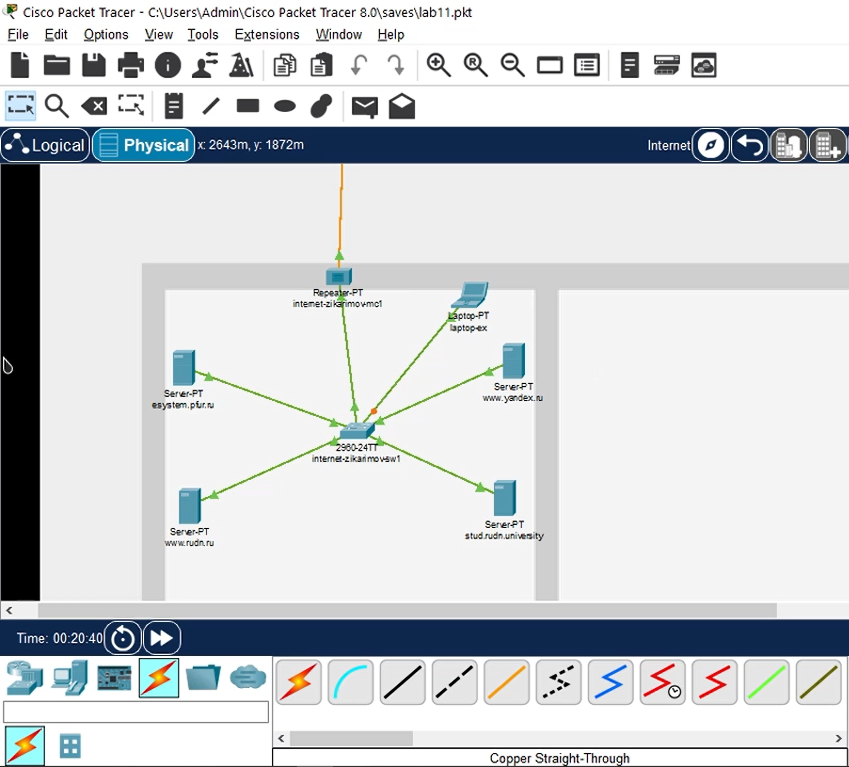 Cisco Packet Tracer - C:\Users\Admin\Cisco Packet Tracer 8.0\saves\lab11.pkt
File Edit Options View Tools Extensions Window Help
Logical Physical x: 2643m, y: 1872m Internet
Repeater-PT
internet-zikarimov-mc1
Laptop-PT
laptop-ex
Server-PT
esystem.pfur.ru
Server-PT
www.yandex.ru
2960-24TT
internet-zikarimov-sw1
Server-PT
www.rudn.ru
Server-PT
stud.rudn.university
Time: 00:20:40
Copper Straight-Through